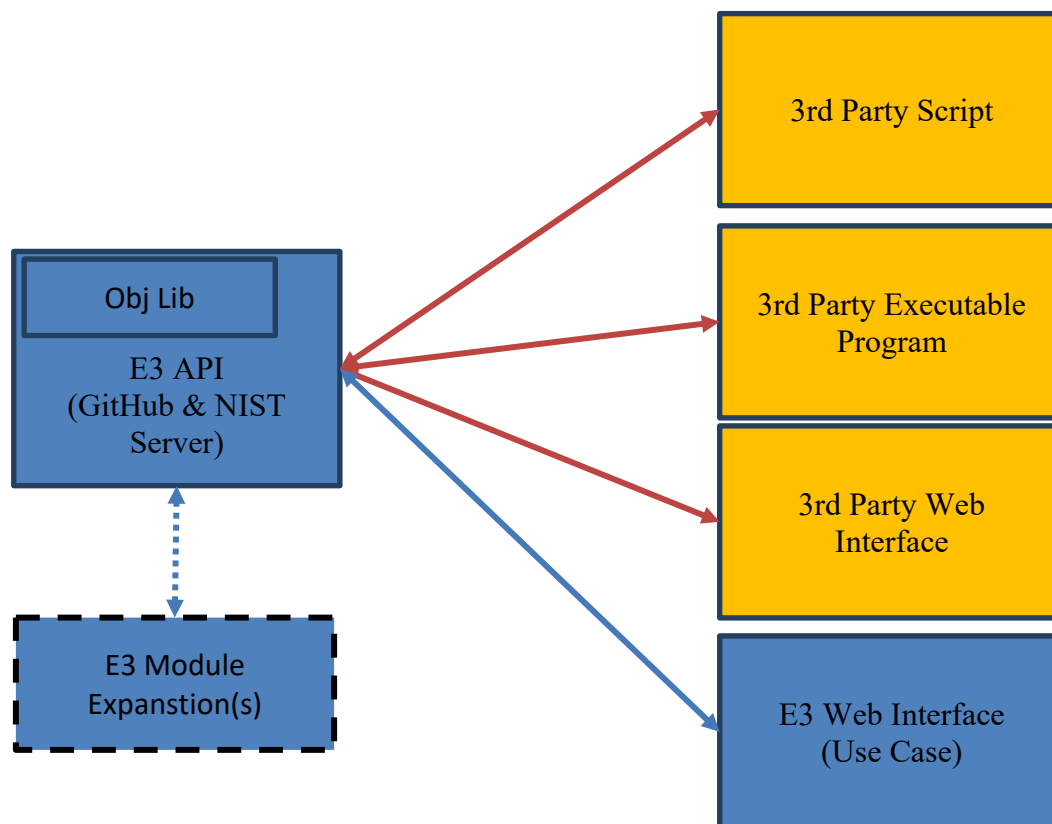 3rd Party Script
Obj Lib
E3 API
(GitHub & NIST
Server)
3rd Party Executable
Program
3rd Party Web
Interface
E3 Module
Expanstion(s)
E3 Web Interface
(Use Case)